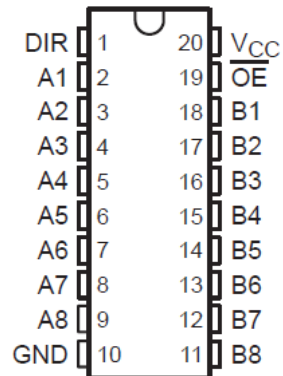 DIR 1 20 VCC
A1 2 19 OE
A2 3 18 B1
A3 4 17 B2
A4 5 16 B3
A5 6 15 B4
A6 7 14 B5
A7 8 13 B6
A8 9 12 B7
GND 10 11 B8